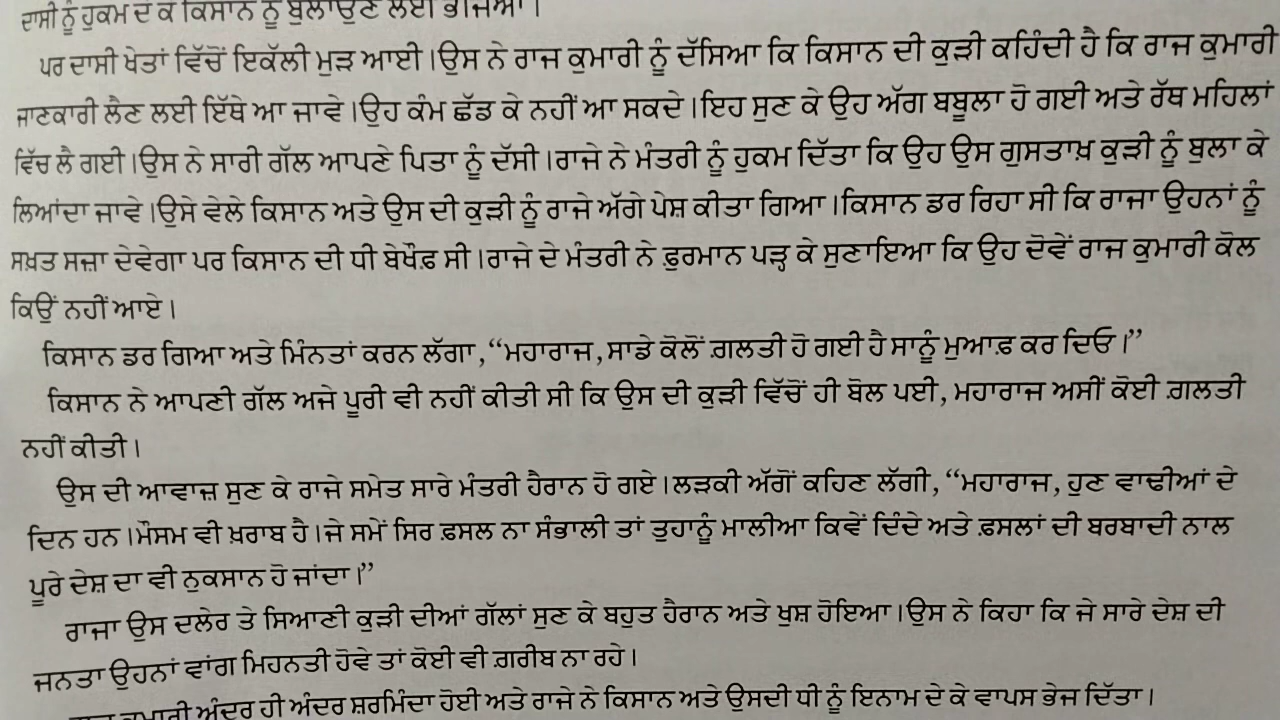 ਦਾਸੀ ਨੂੰ ਹੁਕਮ ਦੇ ਕੇ ਕਿਸਾਨ ਨੂੰ ਬੁਲਾਉਣ ਲਈ ਭੇਜਿਆ।
ਪਰ ਦਾਸੀ ਖੇਤਾਂ ਵਿੱਚੋਂ ਇਕੱਲੀ ਮੁੜ ਆਈ।ਉਸ ਨੇ ਰਾਜ ਕੁਮਾਰੀ ਨੂੰ ਦੱਸਿਆ ਕਿ ਕਿਸਾਨ ਦੀ ਕੁੜੀ ਕਹਿੰਦੀ ਹੈ ਕਿ ਰਾਜ ਕੁਮਾਰੀ
ਜਾਣਕਾਰੀ ਲੈਣ ਲਈ ਇੱਥੇ ਆ ਜਾਵੇ।ਉਹ ਕੰਮ ਛੱਡ ਕੇ ਨਹੀਂ ਆ ਸਕਦੇ।ਇਹ ਸੁਣ ਕੇ ਉਹ ਅੱਗ ਬਬੂਲਾ ਹੋ ਗਈ ਅਤੇ ਰੱਥ ਮਹਿਲਾਂ
ਵਿੱਚ ਲੈ ਗਈ।ਉਸ ਨੇ ਸਾਰੀ ਗੱਲ ਆਪਣੇ ਪਿਤਾ ਨੂੰ ਦੱਸੀ।ਰਾਜੇ ਨੇ ਮੰਤਰੀ ਨੂੰ ਹੁਕਮ ਦਿੱਤਾ ਕਿ ਉਹ ਉਸ ਗੁਸਤਾਖ਼ ਕੁੜੀ ਨੂੰ ਬੁਲਾ ਕੇ
ਲਿਆਂਦਾ ਜਾਵੇ।ਉਸੇ ਵੇਲੇ ਕਿਸਾਨ ਅਤੇ ਉਸ ਦੀ ਕੁੜੀ ਨੂੰ ਰਾਜੇ ਅੱਗੇ ਪੇਸ਼ ਕੀਤਾ ਗਿਆ।ਕਿਸਾਨ ਡਰ ਰਿਹਾ ਸੀ ਕਿ ਰਾਜਾ ਉਹਨਾਂ ਨੂੰ
ਸਖ਼ਤ ਸਜ਼ਾ ਦੇਵੇਗਾ ਪਰ ਕਿਸਾਨ ਦੀ ਧੀ ਬੇਖੌਫ਼ ਸੀ।ਰਾਜੇ ਦੇ ਮੰਤਰੀ ਨੇ ਫ਼ੁਰਮਾਨ ਪੜ੍ਹ ਕੇ ਸੁਣਾਇਆ ਕਿ ਉਹ ਦੋਵੇਂ ਰਾਜ ਕੁਮਾਰੀ ਕੋਲ
ਕਿਉਂ ਨਹੀਂ ਆਏ।
ਕਿਸਾਨ ਡਰ ਗਿਆ ਅਤੇ ਮਿੰਨਤਾਂ ਕਰਨ ਲੱਗਾ,“ਮਹਾਰਾਜ,ਸਾਡੇ ਕੋਲੋਂ ਗ਼ਲਤੀ ਹੋ ਗਈ ਹੈ ਸਾਨੂੰ ਮੁਆਫ਼ ਕਰ ਦਿਓ।”
ਕਿਸਾਨ ਨੇ ਆਪਣੀ ਗੱਲ ਅਜੇ ਪੂਰੀ ਵੀ ਨਹੀਂ ਕੀਤੀ ਸੀ ਕਿ ਉਸ ਦੀ ਕੁੜੀ ਵਿੱਚੋਂ ਹੀ ਬੋਲ ਪਈ, ਮਹਾਰਾਜ ਅਸੀਂ ਕੋਈ ਗ਼ਲਤੀ
ਨਹੀਂ ਕੀਤੀ।
ਉਸ ਦੀ ਆਵਾਜ਼ ਸੁਣ ਕੇ ਰਾਜੇ ਸਮੇਤ ਸਾਰੇ ਮੰਤਰੀ ਹੈਰਾਨ ਹੋ ਗਏ।ਲੜਕੀ ਅੱਗੋਂ ਕਹਿਣ ਲੱਗੀ, “ਮਹਾਰਾਜ, ਹੁਣ ਵਾਢੀਆਂ ਦੇ
ਦਿਨ ਹਨ।ਮੌਸਮ ਵੀ ਖ਼ਰਾਬ ਹੈ।ਜੇ ਸਮੇਂ ਸਿਰ ਫ਼ਸਲ ਨਾ ਸੰਭਾਲੀ ਤਾਂ ਤੁਹਾਨੂੰ ਮਾਲੀਆ ਕਿਵੇਂ ਦਿੰਦੇ ਅਤੇ ਫ਼ਸਲਾਂ ਦੀ ਬਰਬਾਦੀ ਨਾਲ
ਪੂਰੇ ਦੇਸ਼ ਦਾ ਵੀ ਨੁਕਸਾਨ ਹੋ ਜਾਂਦਾ।”
ਰਾਜਾ ਉਸ ਦਲੇਰ ਤੇ ਸਿਆਣੀ ਕੁੜੀ ਦੀਆਂ ਗੱਲਾਂ ਸੁਣ ਕੇ ਬਹੁਤ ਹੈਰਾਨ ਅਤੇ ਖੁਸ਼ ਹੋਇਆ।ਉਸ ਨੇ ਕਿਹਾ ਕਿ ਜੇ ਸਾਰੇ ਦੇਸ਼ ਦੀ
ਜਨਤਾ ਉਹਨਾਂ ਵਾਂਗ ਮਿਹਨਤੀ ਹੋਵੇ ਤਾਂ ਕੋਈ ਵੀ ਗ਼ਰੀਬ ਨਾ ਰਹੇ।
ਰਾਜ ਕੁਮਾਰੀ ਅੰਦਰ ਹੀ ਅੰਦਰ ਸ਼ਰਮਿੰਦਾ ਹੋਈ ਅਤੇ ਰਾਜੇ ਨੇ ਕਿਸਾਨ ਅਤੇ ਉਸਦੀ ਧੀ ਨੂੰ ਇਨਾਮ ਦੇ ਕੇ ਵਾਪਸ ਭੇਜ ਦਿੱਤਾ।